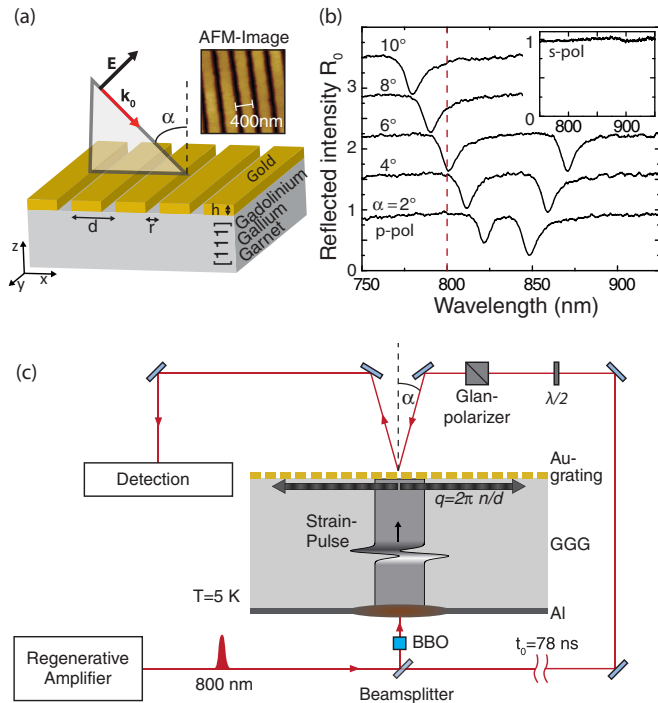 (a)
AFM-Image
E
k₀
α
400nm
Gold
Gadolinium
Gallium
Garnet
[111]
h
d
r
z
y
x
(b)
Reflected intensity R₀
3
2
1
0
10°
8°
6°
4°
α=2°
p-pol
1
s-pol
800
900
750
800
850
900
Wavelength (nm)
(c)
α
Glan-
polarizer
λ/2
Detection
Au-
grating
q=2π n/d
Strain-
Pulse
GGG
T=5 K
Al
BBO
Regenerative
Amplifier
800 nm
Beamsplitter
t₀=78 ns